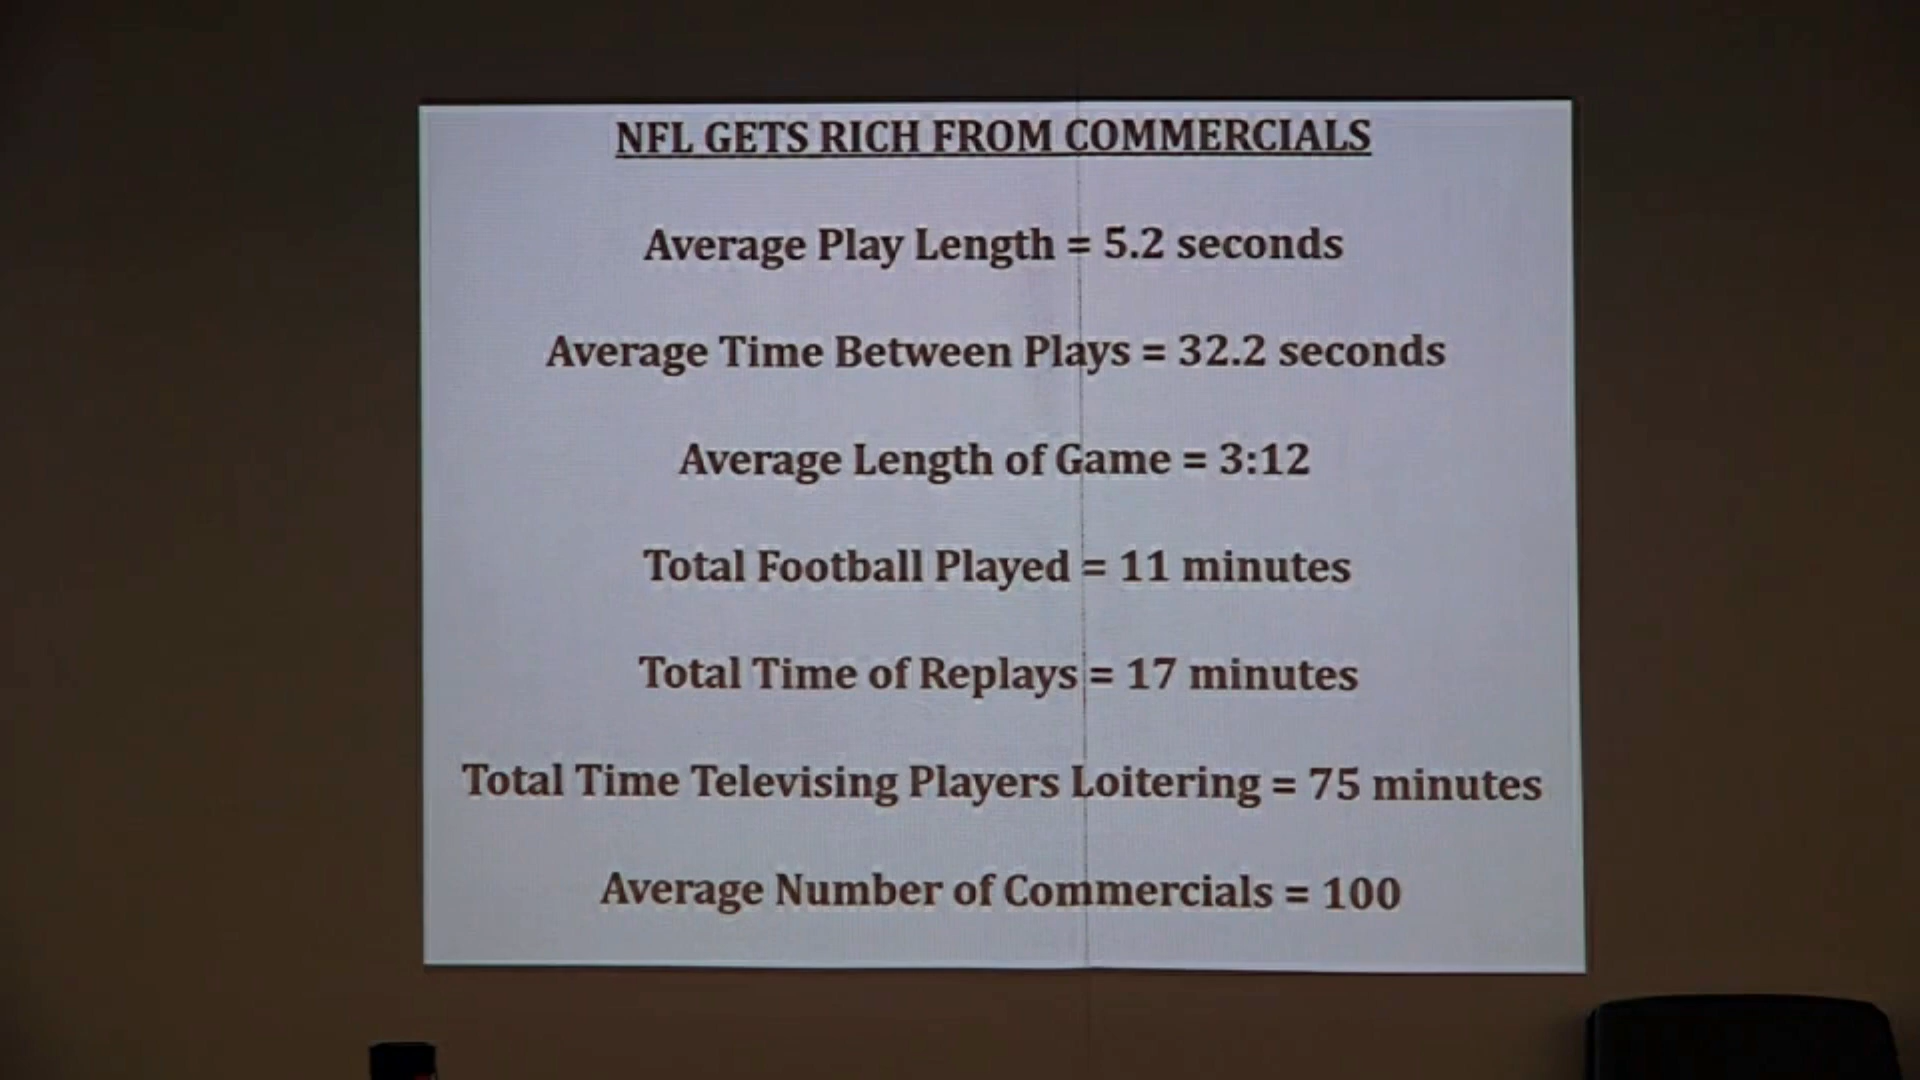 NFL GETS RICH FROM COMMERCIALS
Average Play Length = 5.2 seconds
Average Time Between Plays = 32.2 seconds
Average Length of Game = 3:12
Total Football Played = 11 minutes
Total Time of Replays = 17 minutes
Total Time Televising Players Loitering = 75 minutes
Average Number of Commercials = 100